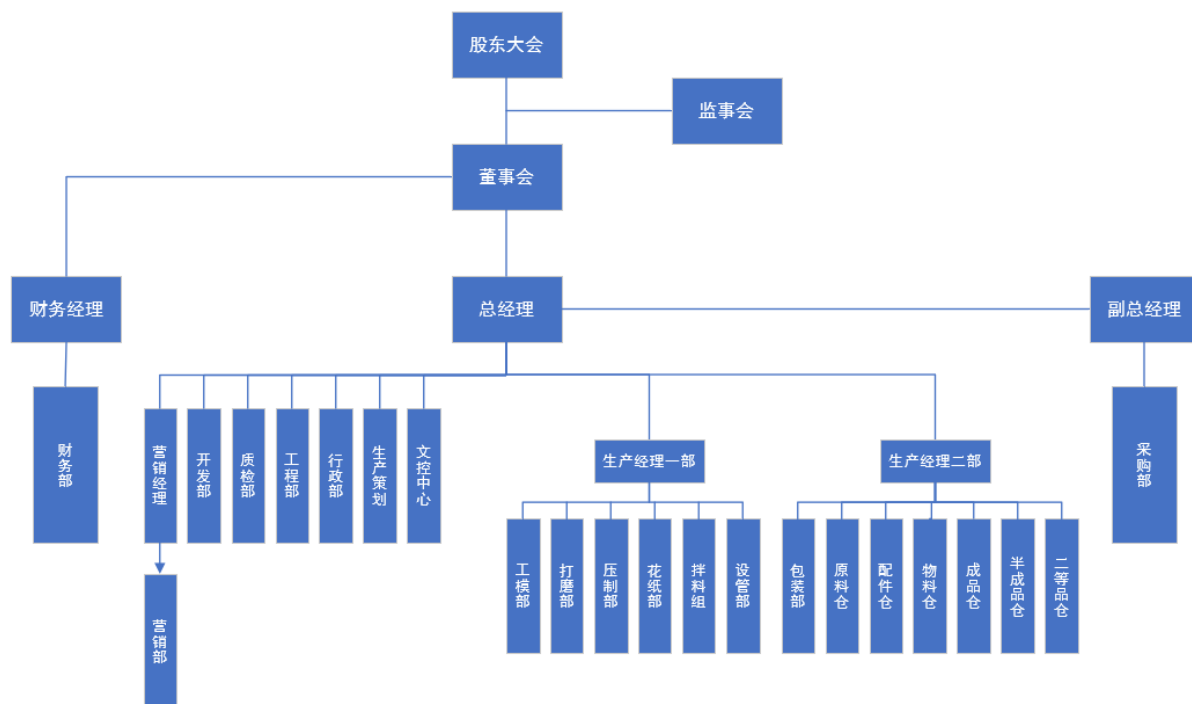 股东大会
监事会
董事会
财务经理
总经理
副总经理
财务部
营销经理
开发部
质检部
工程部
行政部
生产策划
文控中心
生产经理一部
生产经理二部
采购部
工模部
打磨部
压制部
花纸部
拌料组
设管部
包装部
原料仓
配件仓
物料仓
成品仓
半成品仓
二等品仓
营销部